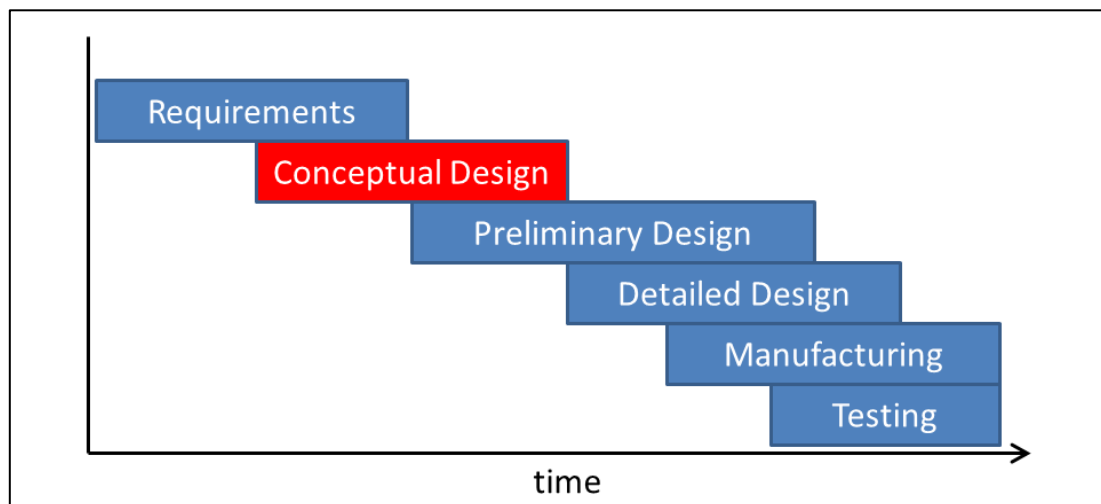 Requirements
Conceptual Design
Preliminary Design
Detailed Design
Manufacturing
Testing
time